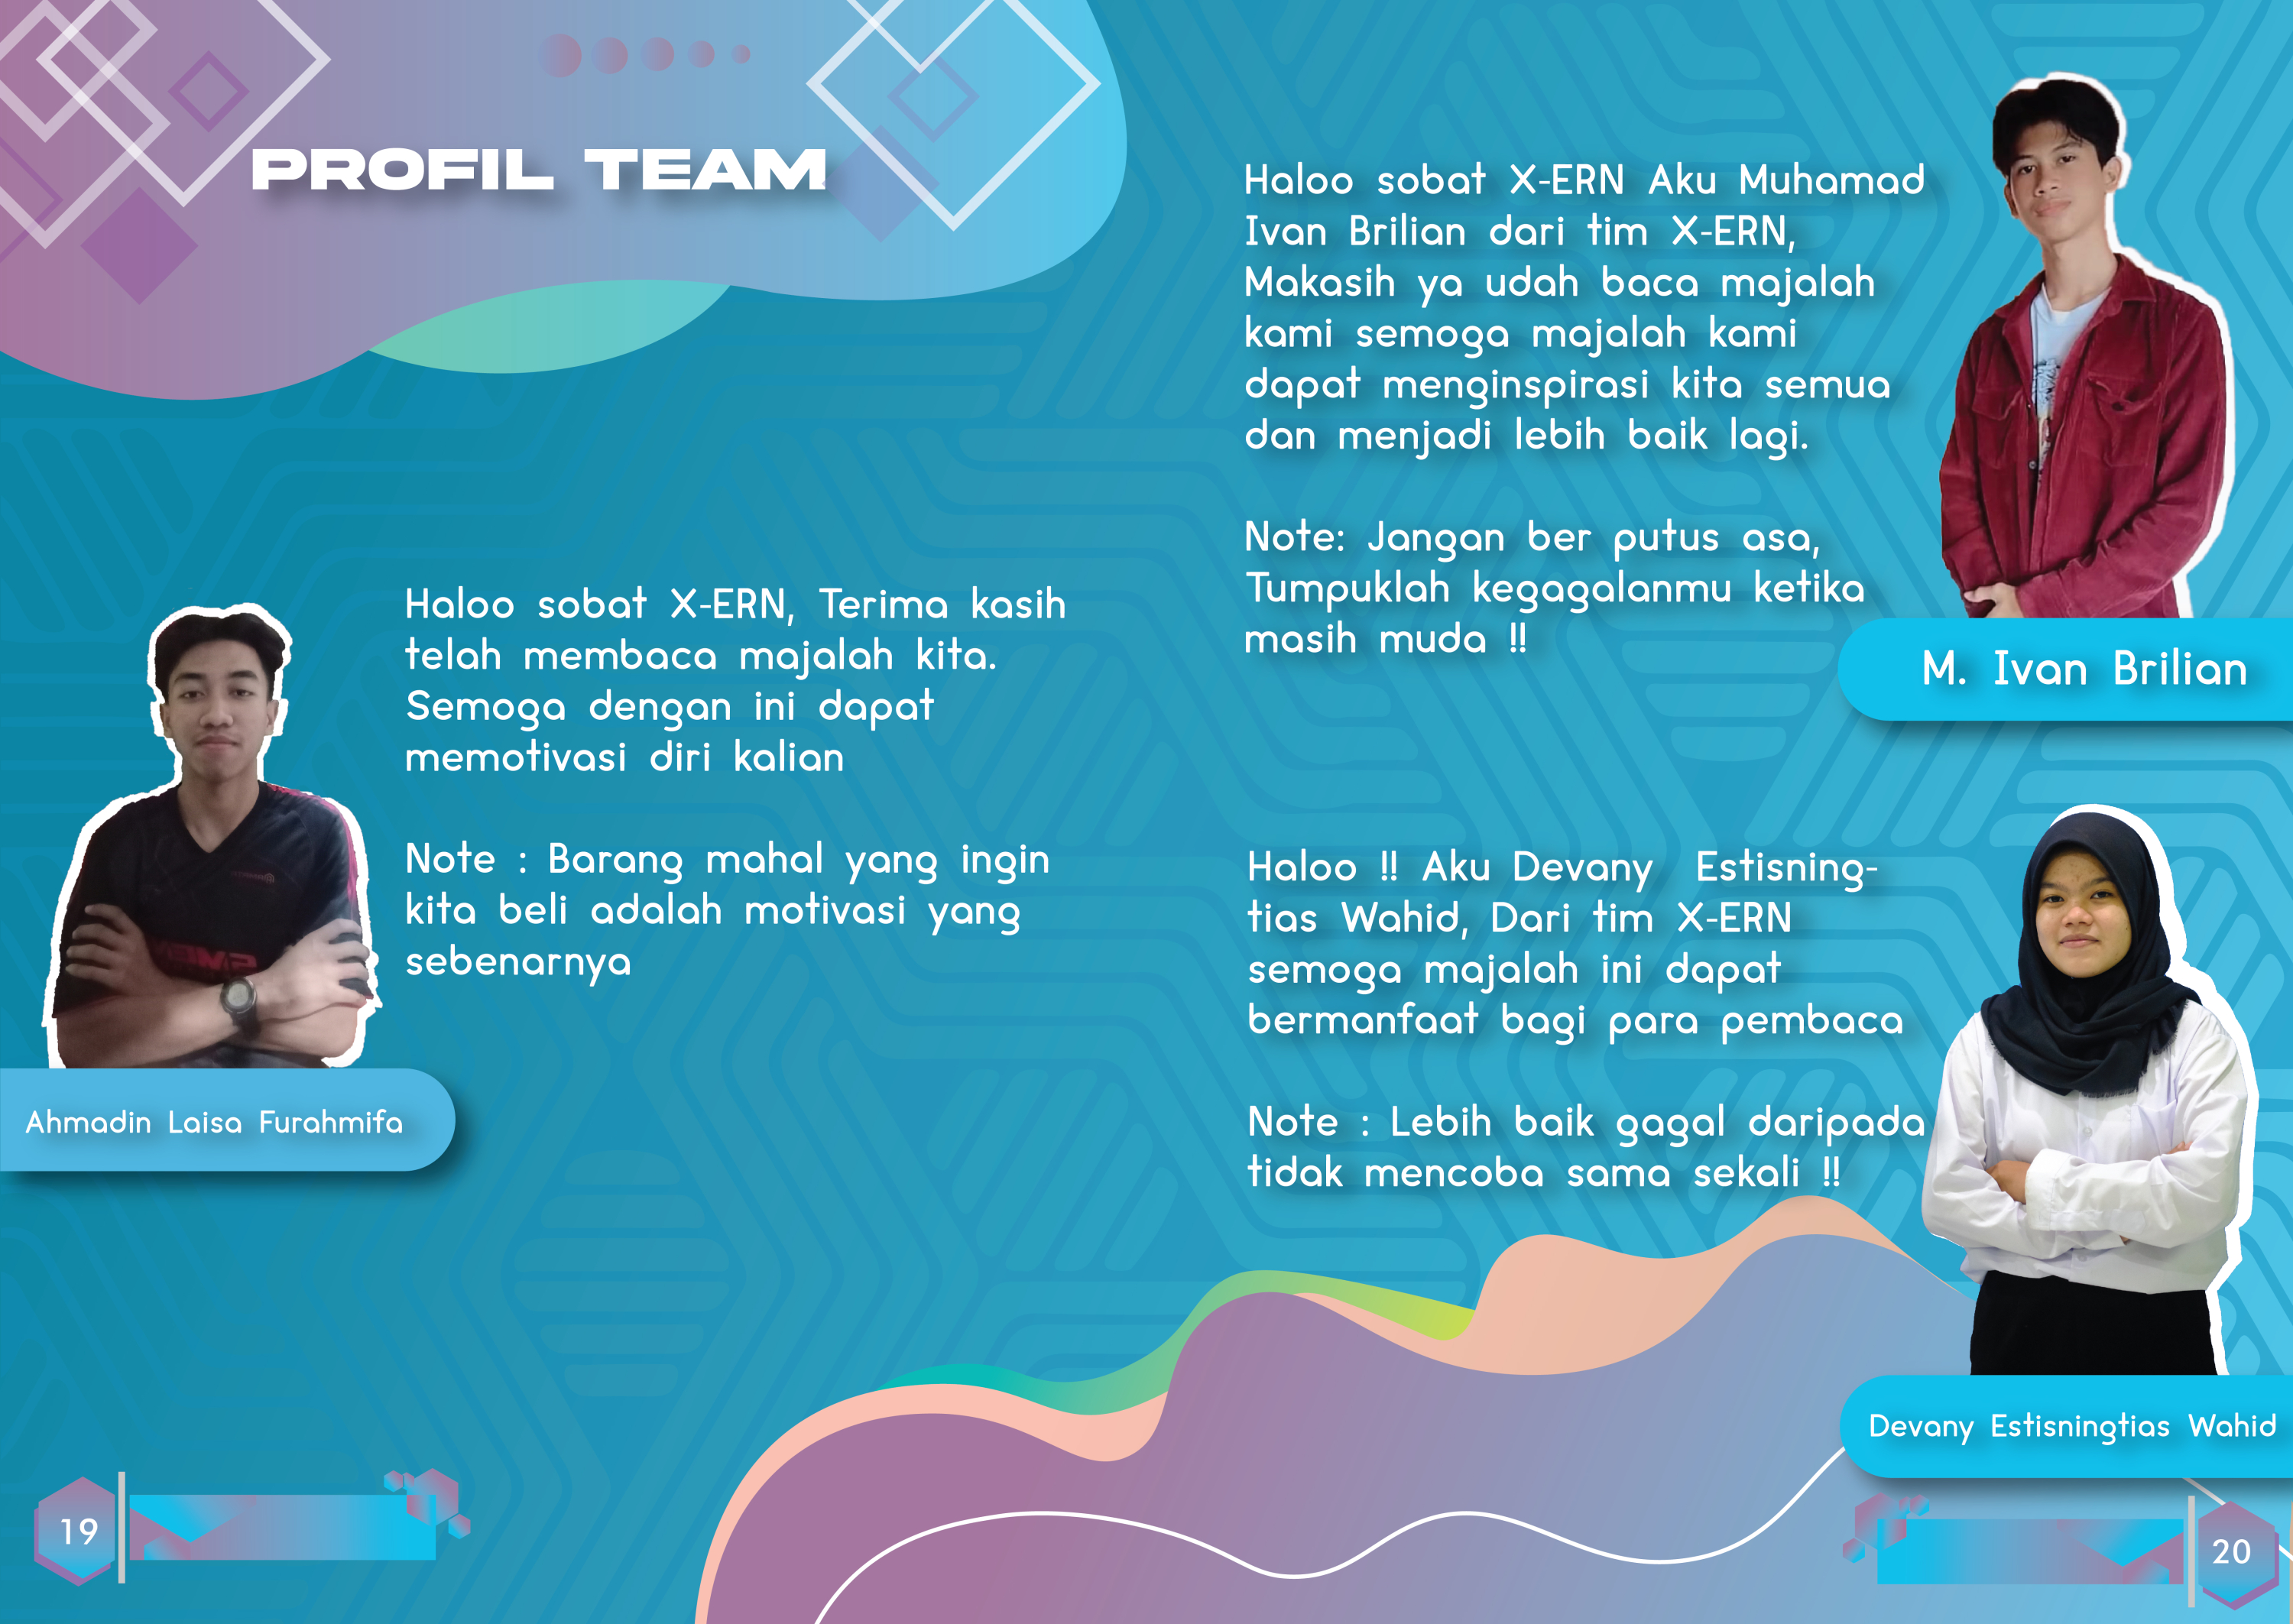 PROFIL TEAM
Haloo sobat X-ERN, Terima kasih
telah membaca majalah kita.
Semoga dengan ini dapat
memotivasi diri kalian
Note : Barang mahal yang ingin
kita beli adalah motivasi yang
sebenarnya
Ahmadin Laisa Furahmifa
19
Haloo sobat X-ERN Aku Muhamad
Ivan Brilian dari tim X-ERN,
Makasih ya udah baca majalah
kami semoga majalah kami
dapat menginspirasi kita semua
dan menjadi lebih baik lagi.
Note: Jangan ber putus asa,
Tumpuklah kegagalanmu ketika
masih muda !!
M. Ivan Brilian
Haloo !! Aku Devany Estisning-
tias Wahid, Dari tim X-ERN
semoga majalah ini dapat
bermanfaat bagi para pembaca
Note : Lebih baik gagal daripada
tidak mencoba sama sekali !!
Devany Estisningtias Wahid
20